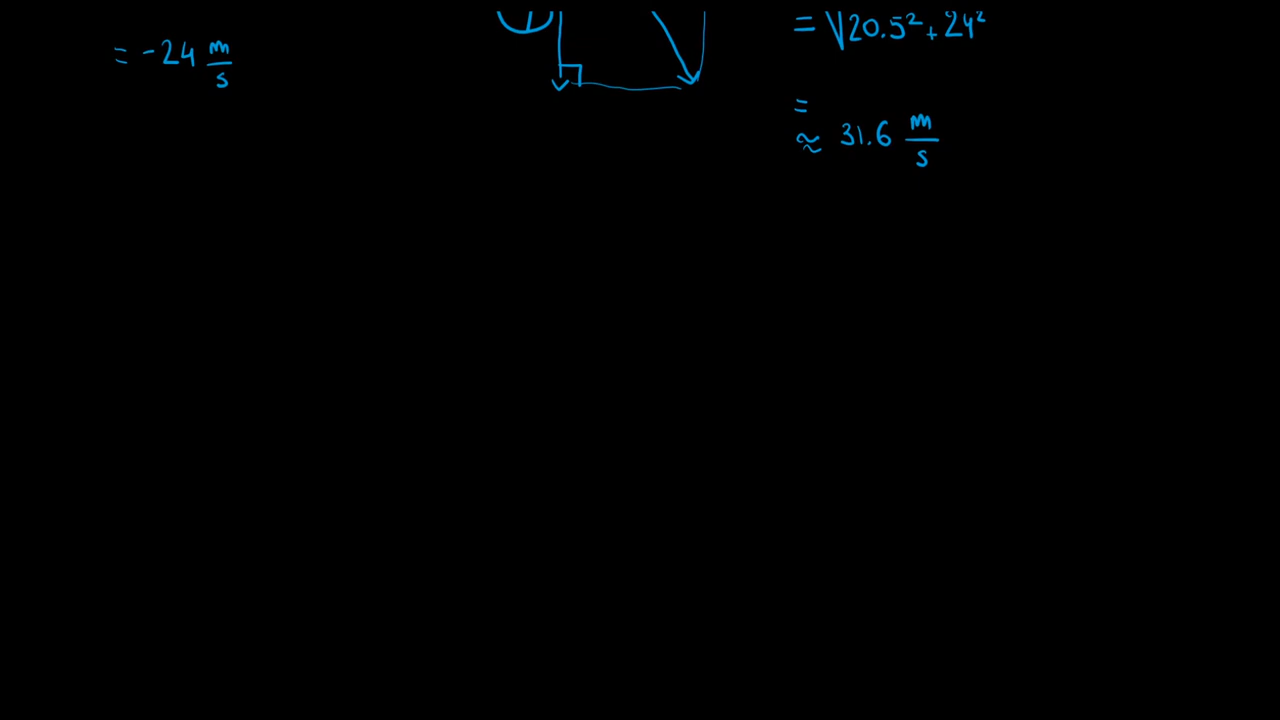 = -24 m/s
= √20.5² + 24²
=
≈ 31.6 m/s